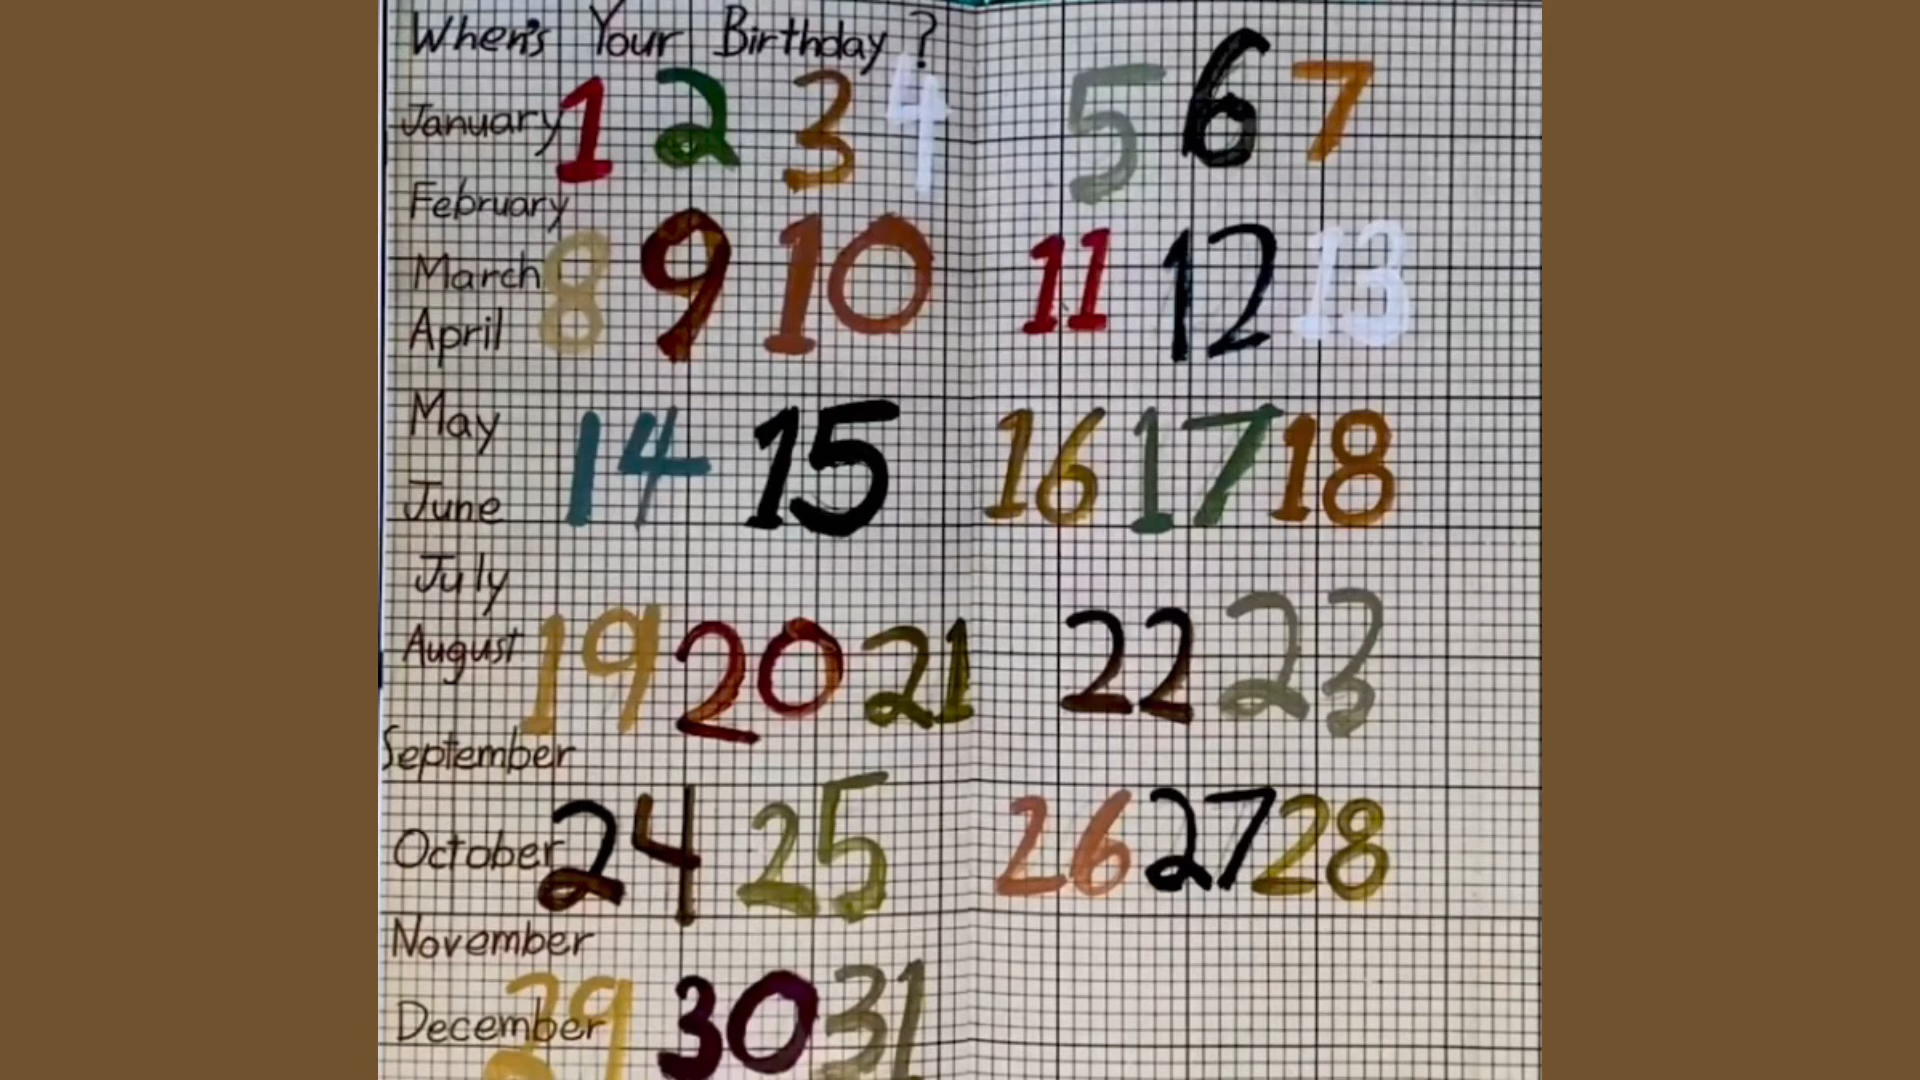 When's Your Birthday?
January 1 2 3 4 5 6 7
February
March 8 9 10 11 12 13
April
May 14 15 16 17 18
June
July
August 19 20 21 22 23
September
October 24 25 26 27 28
November
December 29 30 31